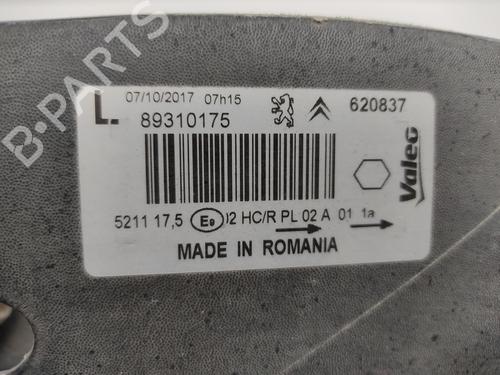 B-PARTS
L. 07/10/2017 07h15 620837
89310175
Valeo
5211 17,5 E9 02 HC/R PL 02 A 01 1a
MADE IN ROMANIA